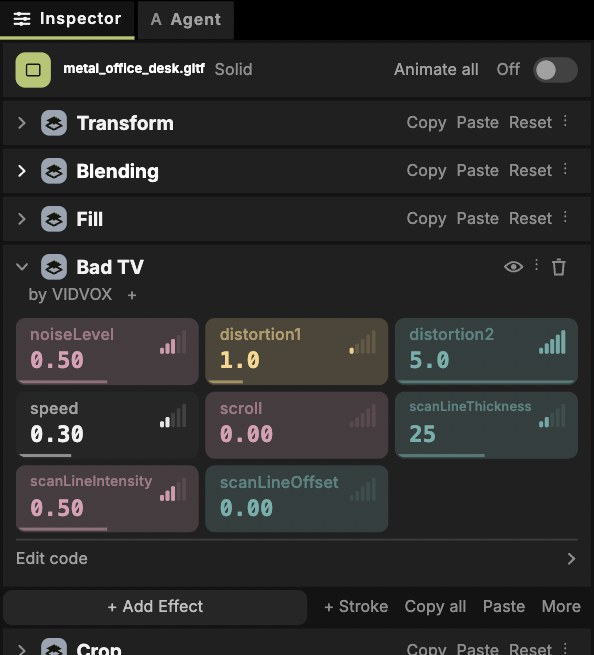 Inspector A Agent
metal_office_desk.gltf Solid Animate all Off
Transform Copy Paste Reset
Blending Copy Paste Reset
Fill Copy Paste Reset
Bad TV
by VIDVOX +
noiseLevel distortion1 distortion2
0.50 1.0 5.0
speed scroll scanLineThickness
0.30 0.00 25
scanLineIntensity scanLineOffset
0.50 0.00
Edit code
+ Add Effect + Stroke Copy all Paste More
Crop Copy Paste Reset